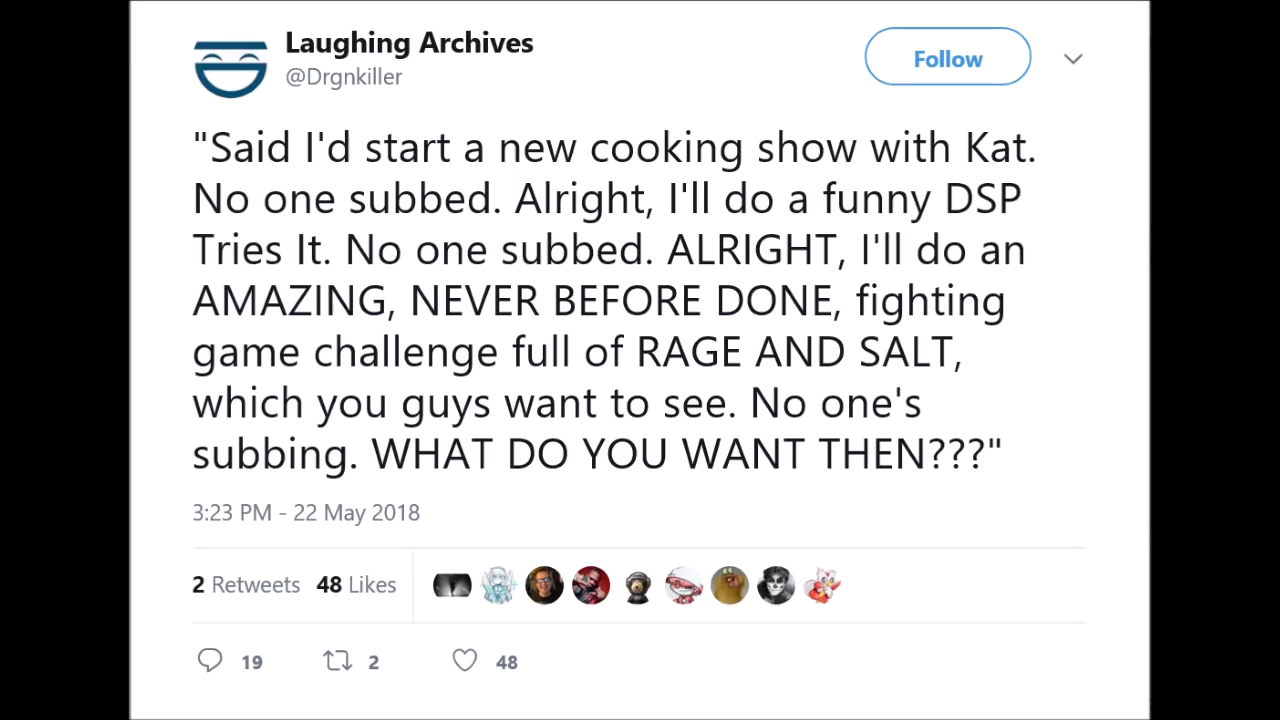 Laughing Archives
@Drgnkiller
Follow
"Said I'd start a new cooking show with Kat.
No one subbed. Alright, I'll do a funny DSP
Tries It. No one subbed. ALRIGHT, I'll do an
AMAZING, NEVER BEFORE DONE, fighting
game challenge full of RAGE AND SALT,
which you guys want to see. No one's
subbing. WHAT DO YOU WANT THEN???"
3:23 PM - 22 May 2018
2 Retweets 48 Likes
19 2 48